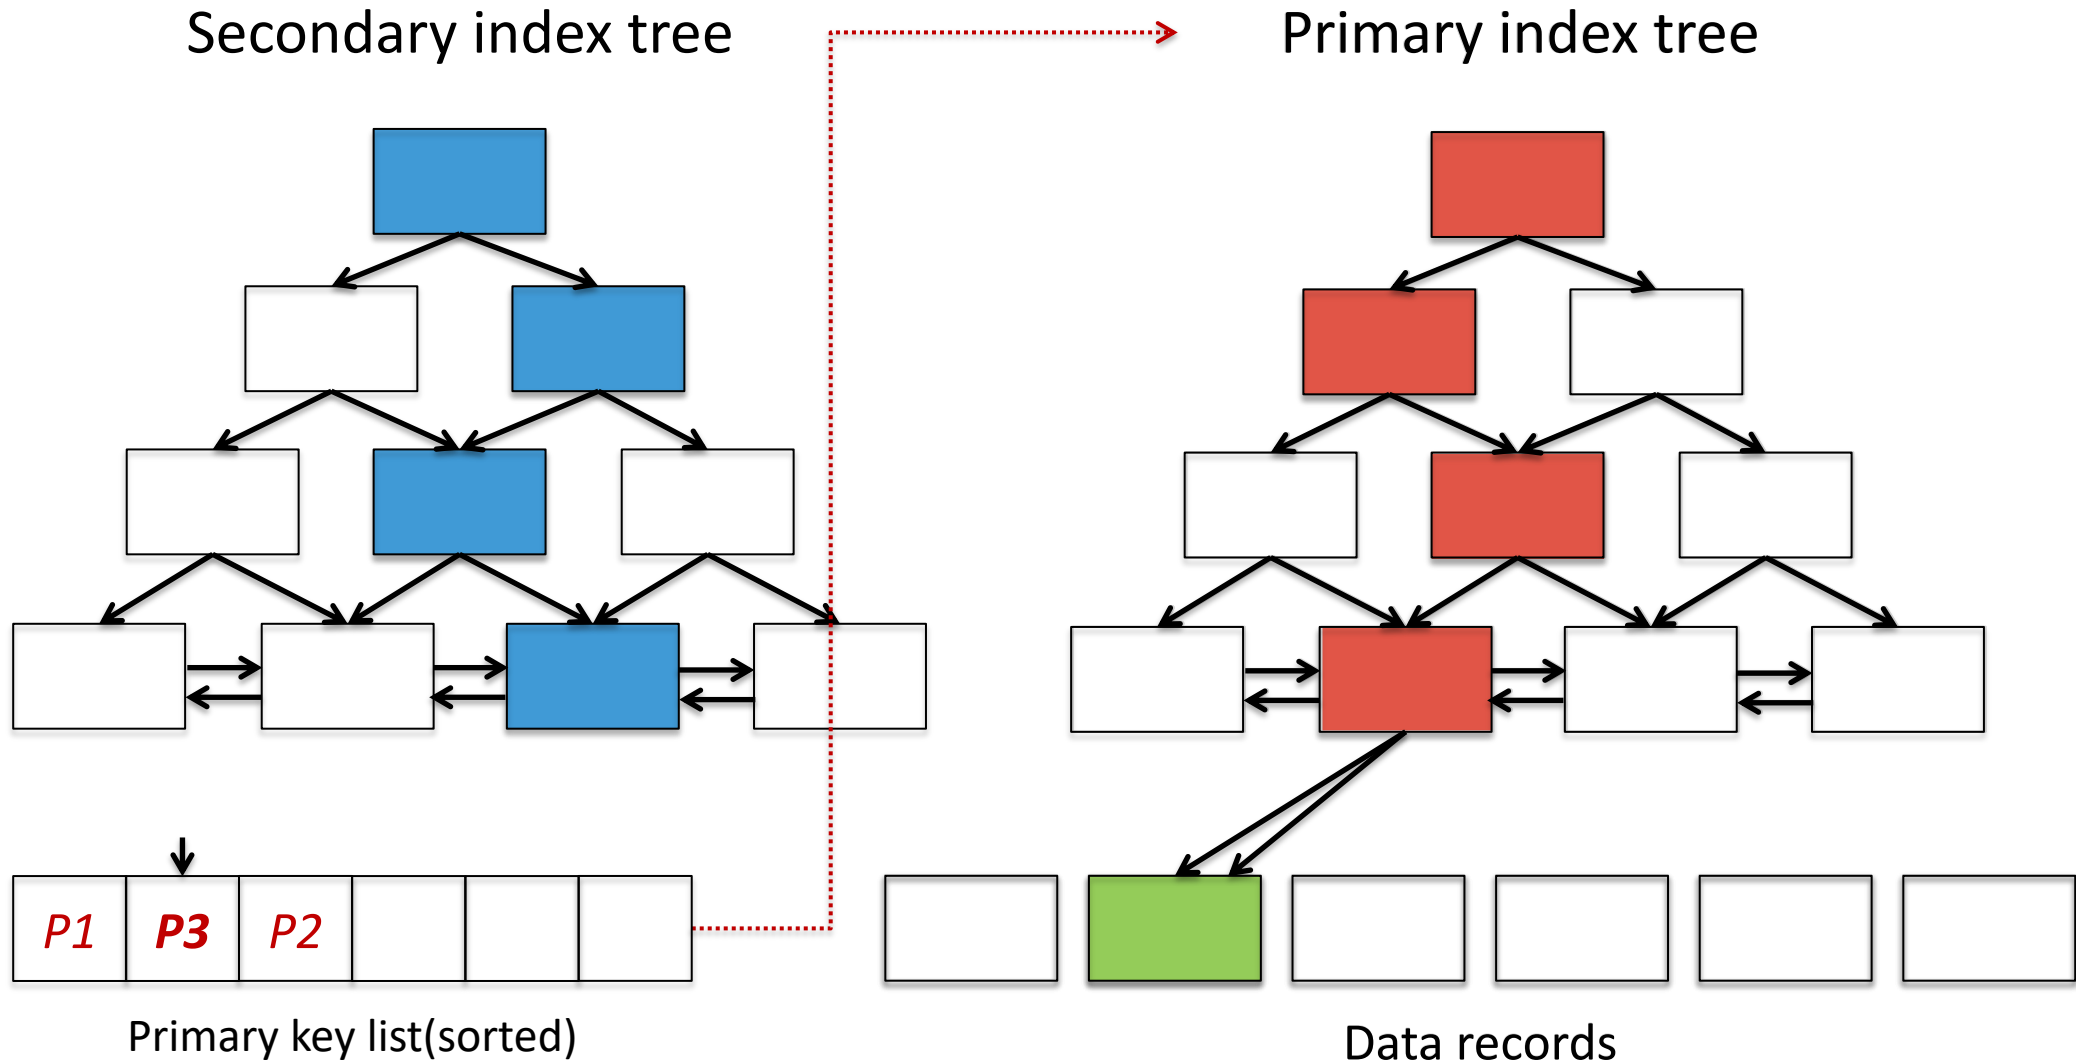 Secondary index tree
Primary index tree
P1 P3 P2
Primary key list(sorted)
Data records